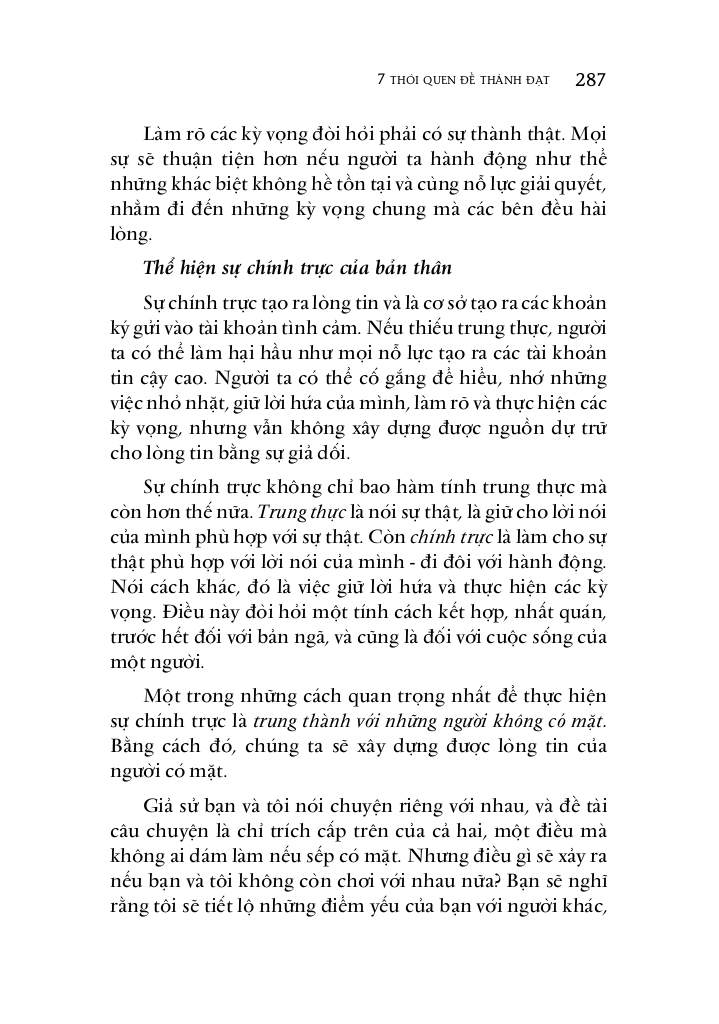 7 THÓI QUEN ĐỂ THÀNH ĐẠT 287
Làm rõ các kỳ vọng đòi hỏi phải có sự thành thật. Mọi
sự sẽ thuận tiện hơn nếu người ta hành động như thể
những khác biệt không hề tồn tại và cùng nỗ lực giải quyết,
nhằm đi đến những kỳ vọng chung mà các bên đều hài
lòng.
Thể hiện sự chính trực của bản thân
Sự chính trực tạo ra lòng tin và là cơ sở tạo ra các khoản
ký gửi vào tài khoản tình cảm. Nếu thiếu trung thực, người
ta có thể làm hại hầu như mọi nỗ lực tạo ra các tài khoản
tin cậy cao. Người ta có thể cố gắng để hiểu, nhớ những
việc nhỏ nhặt, giữ lời hứa của mình, làm rõ và thực hiện các
kỳ vọng, nhưng vẫn không xây dựng được nguồn dự trữ
cho lòng tin bằng sự giả dối.
Sự chính trực không chỉ bao hàm tính trung thực mà
còn hơn thế nữa. Trung thực là nói sự thật, là giữ cho lời nói
của mình phù hợp với sự thật. Còn chính trực là làm cho sự
thật phù hợp với lời nói của mình - đi đôi với hành động.
Nói cách khác, đó là việc giữ lời hứa và thực hiện các kỳ
vọng. Điều này đòi hỏi một tính cách kết hợp, nhất quán,
trước hết đối với bản ngã, và cũng là đối với cuộc sống của
một người.
Một trong những cách quan trọng nhất để thực hiện
sự chính trực là trung thành với những người không có mặt.
Bằng cách đó, chúng ta sẽ xây dựng được lòng tin của
người có mặt.
Giả sử bạn và tôi nói chuyện riêng với nhau, và đề tài
câu chuyện là chỉ trích cấp trên của cả hai, một điều mà
không ai dám làm nếu sếp có mặt. Nhưng điều gì sẽ xảy ra
nếu bạn và tôi không còn chơi với nhau nữa? Bạn sẽ nghĩ
rằng tôi sẽ tiết lộ những điểm yếu của bạn với người khác,